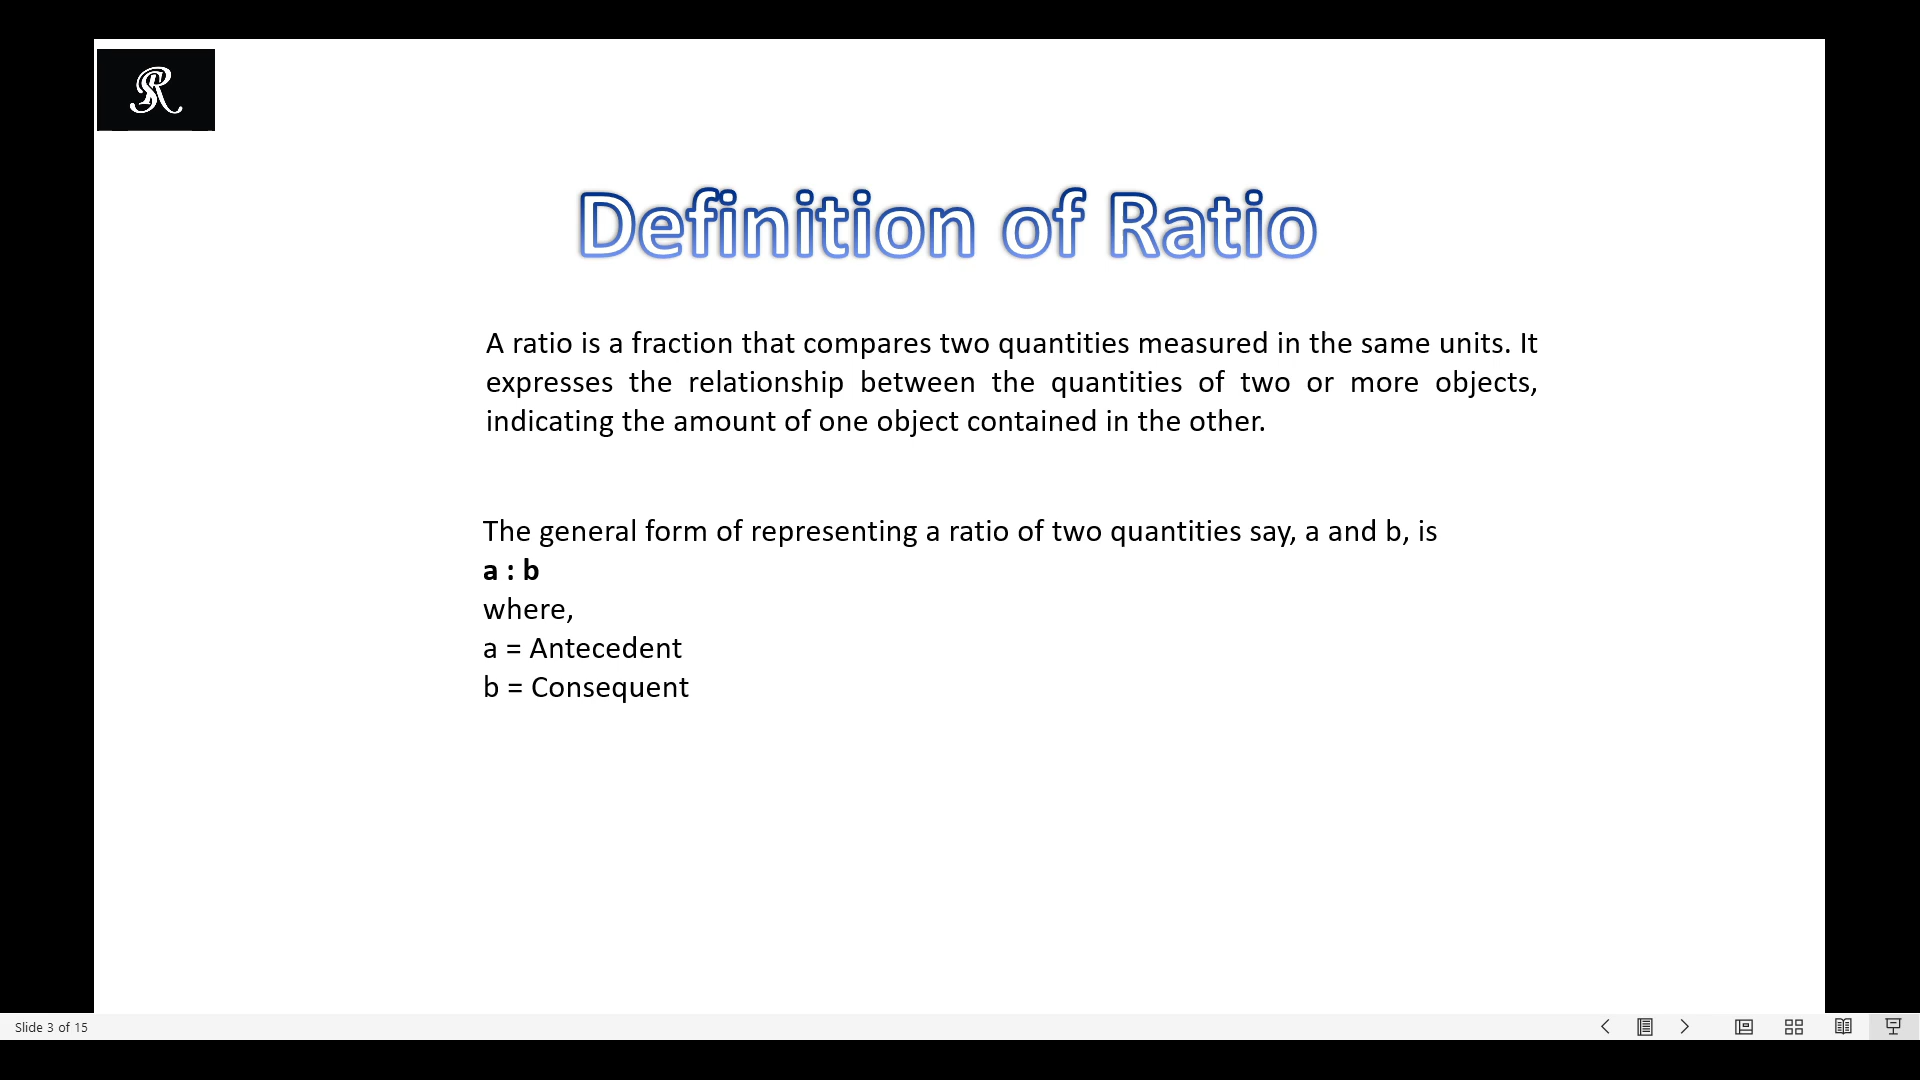 Definition of Ratio
A ratio is a fraction that compares two quantities measured in the same units. It
expresses the relationship between the quantities of two or more objects,
indicating the amount of one object contained in the other.
The general form of representing a ratio of two quantities say, a and b, is
a : b
where,
a = Antecedent
b = Consequent
Slide 3 of 15